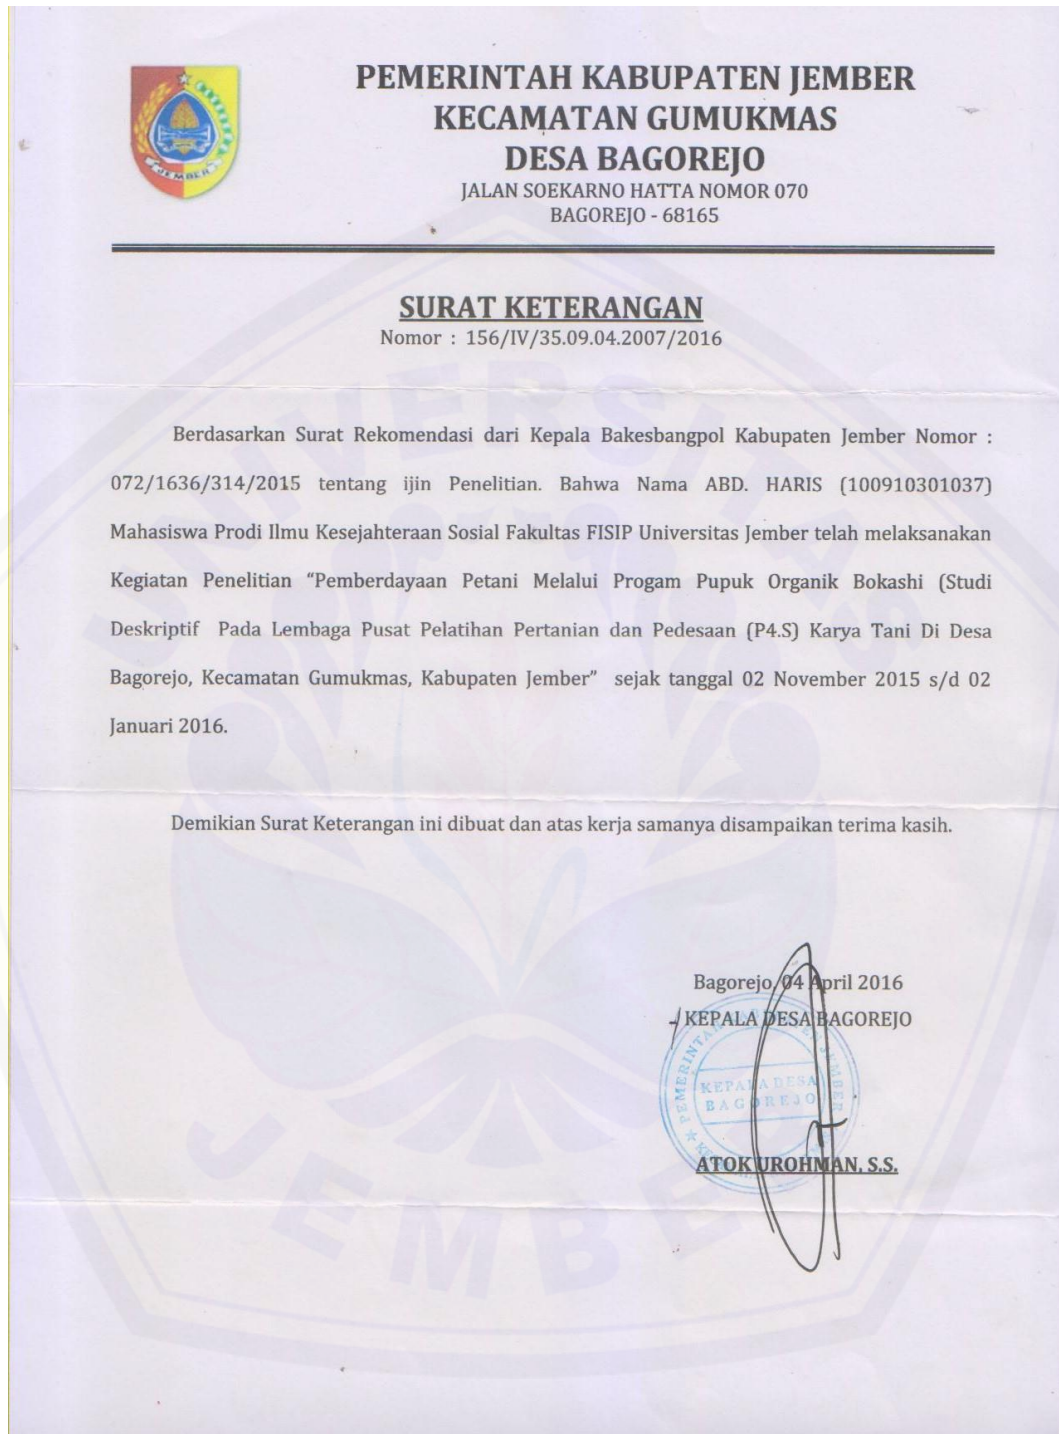 PEMERINTAH KABUPATEN JEMBER
KECAMATAN GUMUKMAS
DESA BAGOREJO
JALAN SOEKARNO HATTA NOMOR 070
BAGOREJO - 68165
JEMBER
SURAT KETERANGAN
Nomor : 156/IV/35.09.04.2007/2016
Berdasarkan Surat Rekomendasi dari Kepala Bakesbangpol Kabupaten Jember Nomor :
072/1636/314/2015 tentang ijin Penelitian. Bahwa Nama ABD. HARIS (100910301037)
Mahasiswa Prodi Ilmu Kesejahteraan Sosial Fakultas FISIP Universitas Jember telah melaksanakan
Kegiatan Penelitian “Pemberdayaan Petani Melalui Progam Pupuk Organik Bokashi (Studi
Deskriptif Pada Lembaga Pusat Pelatihan Pertanian dan Pedesaan (P4.S) Karya Tani Di Desa
Bagorejo, Kecamatan Gumukmas, Kabupaten Jember” sejak tanggal 02 November 2015 s/d 02
Januari 2016.
Demikian Surat Keterangan ini dibuat dan atas kerja samanya disampaikan terima kasih.
Bagorejo, 04 April 2016
KEPALA DESA BAGOREJO
PEMERINTAH KABUPATEN JEMBER
KEPALA DESA
BAGOREJO
ATOK UROHMAN, S.S.
UNIVERSITAS
JEMBER